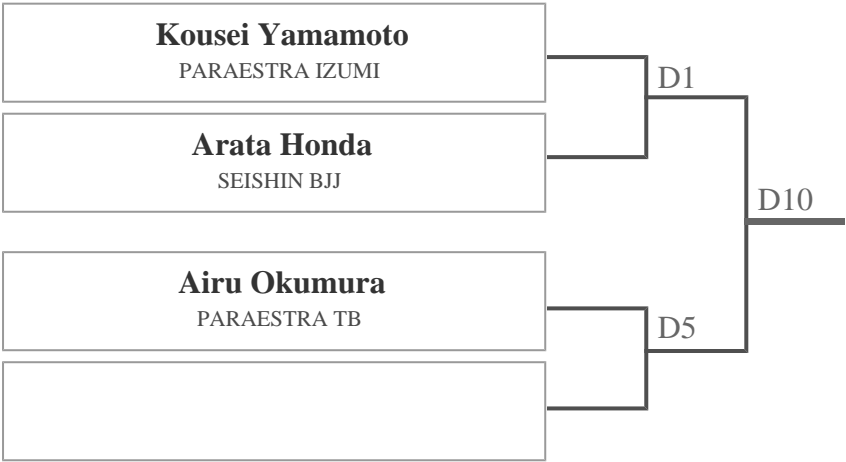 Kousei Yamamoto
PARAESTRA IZUMI
D1
Arata Honda
SEISHIN BJJ
D10
Airu Okumura
PARAESTRA TB
D5